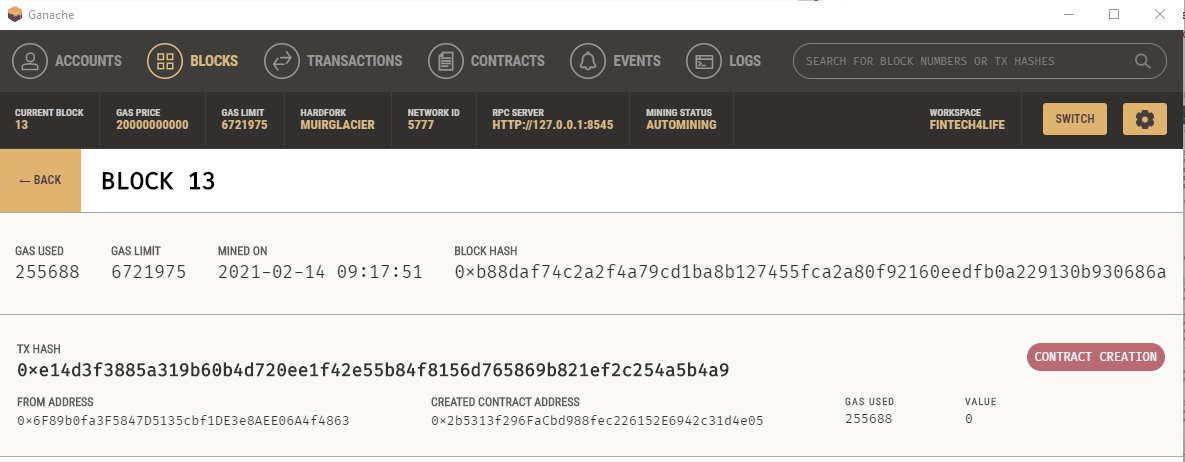 Ganache
ACCOUNTS BLOCKS TRANSACTIONS CONTRACTS EVENTS LOGS SEARCH FOR BLOCK NUMBERS OR TX HASHES
CURRENT BLOCK GAS PRICE GAS LIMIT HARDFORK NETWORK ID RPC SERVER MINING STATUS WORKSPACE
13 20000000000 6721975 MUIRGLACIER 5777 HTTP://127.0.0.1:8545 AUTOMINING FINTECH4LIFE SWITCH
← BACK BLOCK 13
GAS USED GAS LIMIT MINED ON BLOCK HASH
255688 6721975 2021-02-14 09:17:51 0×b88daf74c2a2f4a79cd1ba8b127455fca2a80f92160eedfb0a229130b930686a
TX HASH
0×e14d3f3885a319b60b4d720ee1f42e55b84f8156d765869b821ef2c254a5b4a9 CONTRACT CREATION
FROM ADDRESS CREATED CONTRACT ADDRESS GAS USED VALUE
0×6F89b0fa3F5847D5135cbf1DE3e8AEE06A4f4863 0×2b5313f296FaCbd988fec226152E6942c31d4e05 255688 0